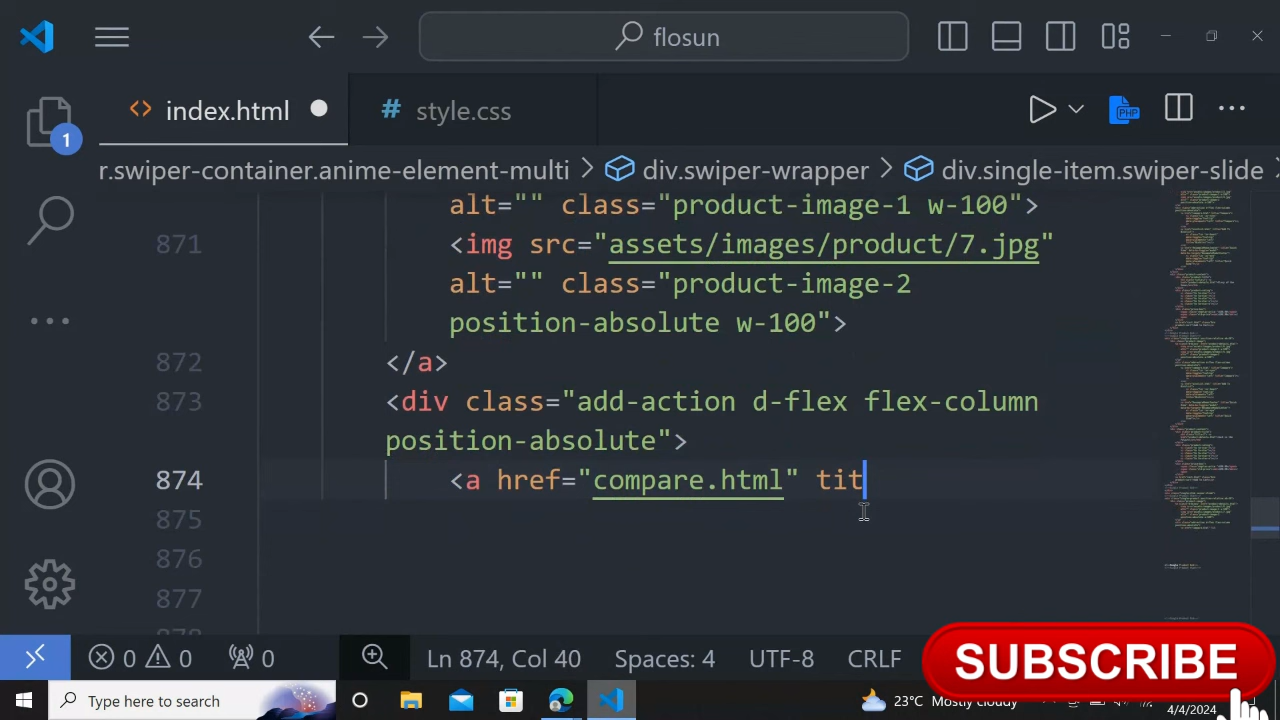 flosun
<> index.html
# style.css
PHP
1
r.swiper-container.anime-element-multi > div.swiper-wrapper > div.single-item.swiper-slide >
alt="" class="product-image-1 w-100">
871 <img src="assets/images/product/7.jpg"
alt="" class="product-image-2
position-absolute w-100">
872 </a>
873 <div class="add-action d-flex flex-column
position-absolute">
874 <a href="compare.html" tit
875
876
877
0 0 0
Ln 874, Col 40 Spaces: 4 UTF-8 CRLF
SUBSCRIBE
Type here to search
23°C Mostly cloudy
4/4/2024